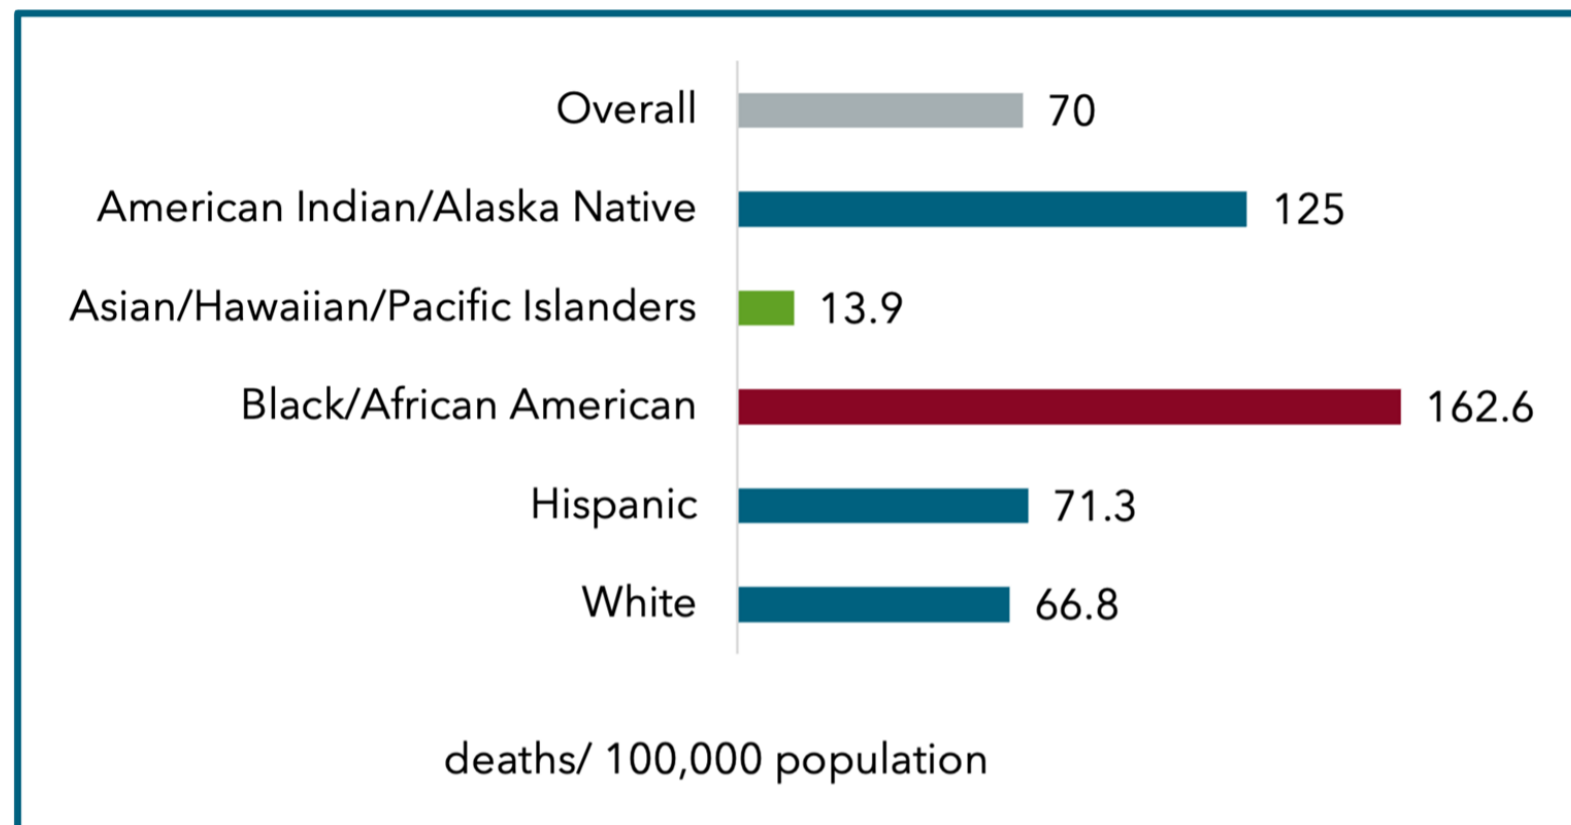 Overall 70
American Indian/Alaska Native 125
Asian/Hawaiian/Pacific Islanders 13.9
Black/African American 162.6
Hispanic 71.3
White 66.8
deaths/ 100,000 population